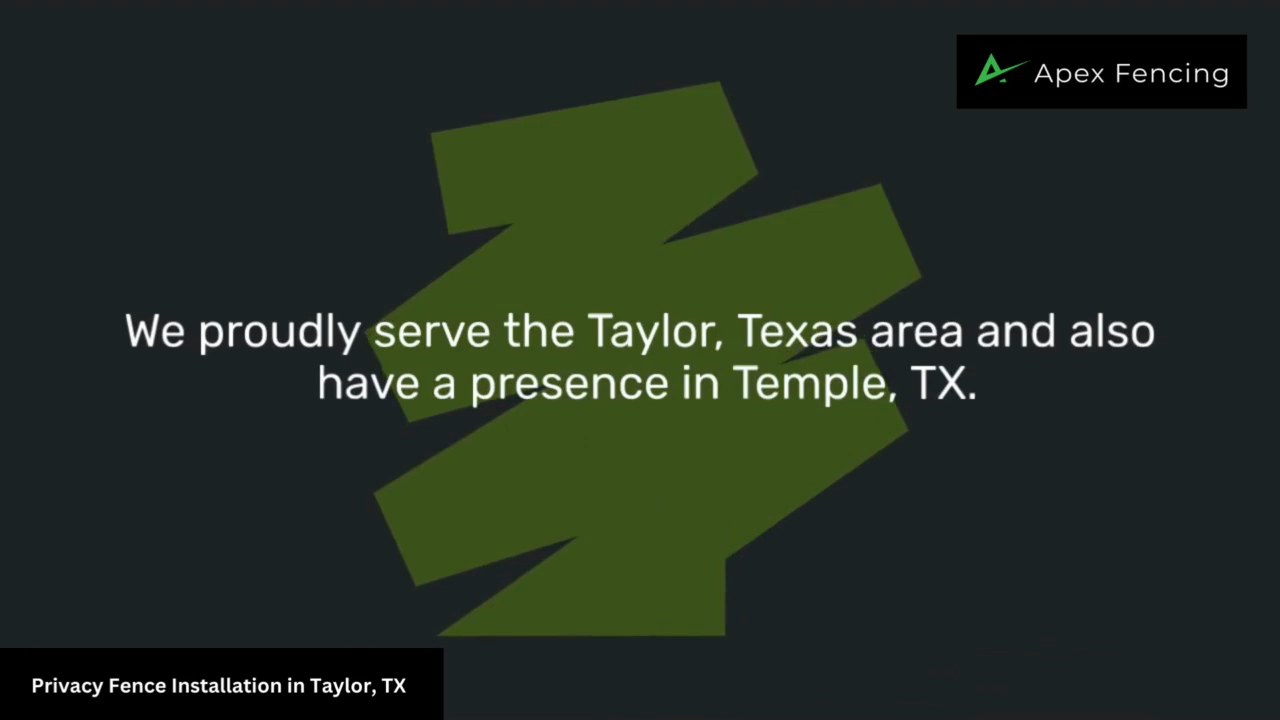 Apex Fencing
We proudly serve the Taylor, Texas area and also
have a presence in Temple, TX.
Privacy Fence Installation in Taylor, TX